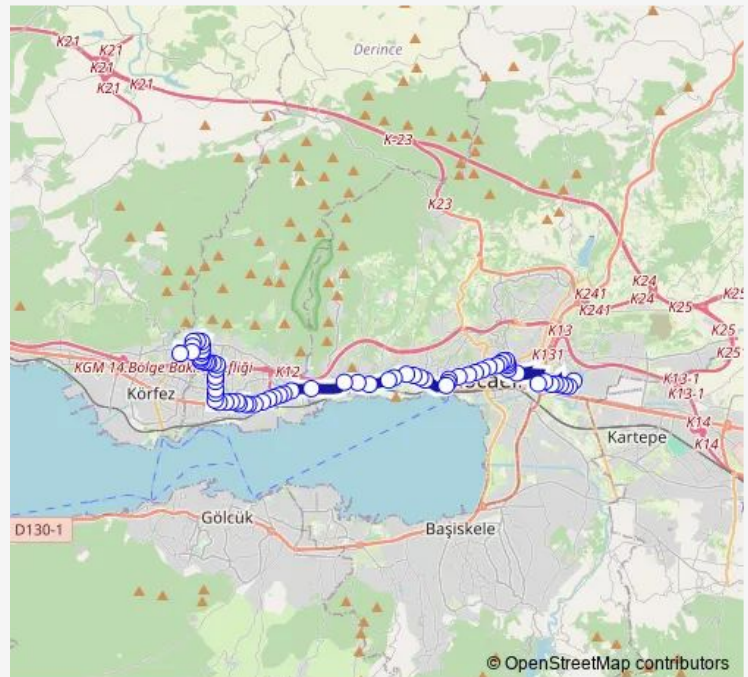 K21
K21
K21
K21
K21
Derince
K-23
K23
K24
K241
K24
K241
K25
K25
K25
K25
K13
K131
K13-1
K13-1
K14
K14
KGM 14.Bölge
K12
Körfez
Kartepe
Gölcük
Başiskele
D130-1
© OpenStreetMap contributors